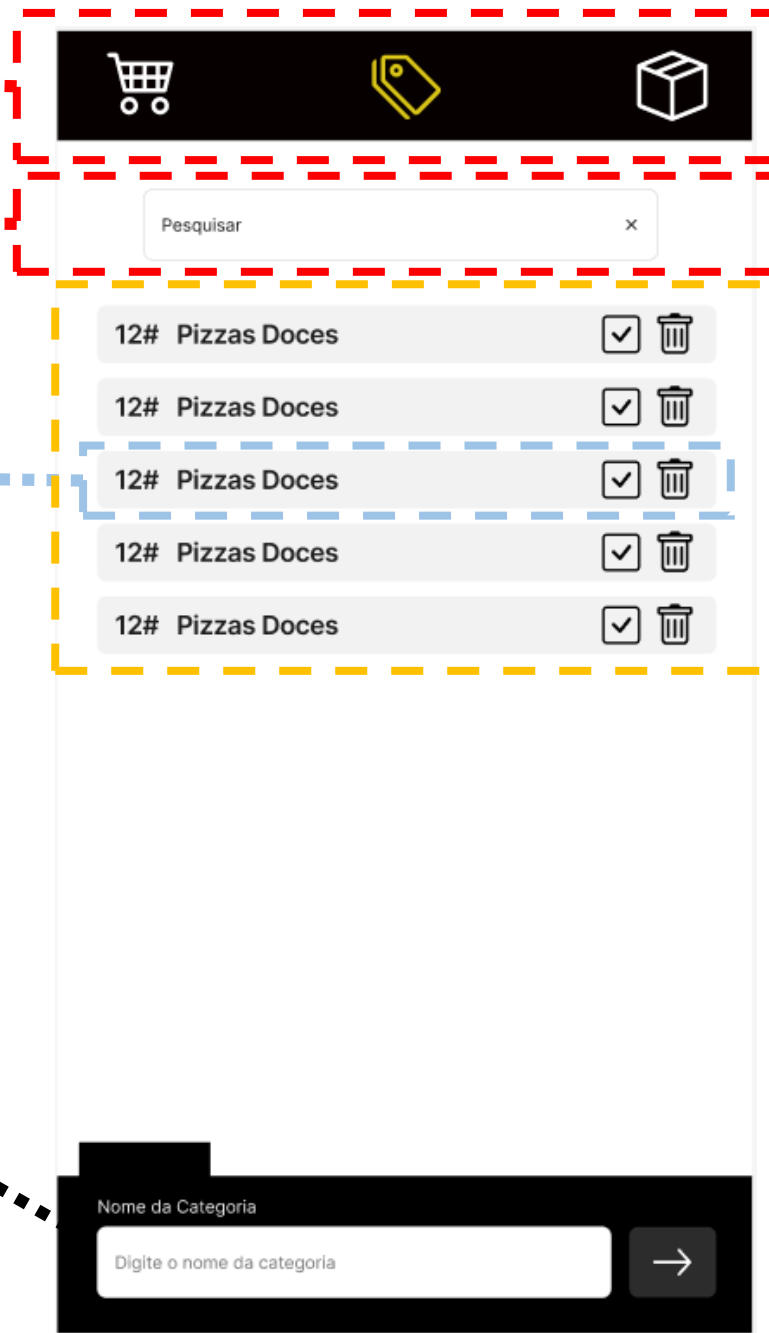 Pesquisar ×
12# Pizzas Doces
12# Pizzas Doces
12# Pizzas Doces
12# Pizzas Doces
12# Pizzas Doces
Nome da Categoria
Digite o nome da categoria